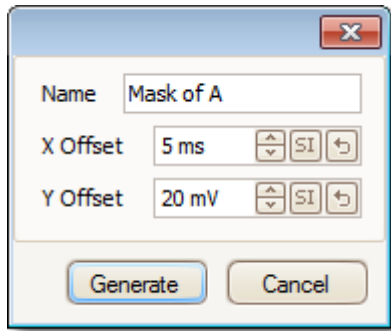 Name Mask of A
X Offset 5 ms SI
Y Offset 20 mV SI
Generate Cancel